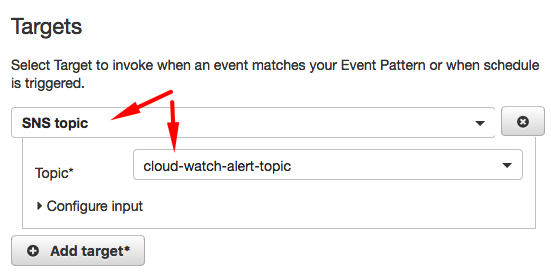 Targets
Select Target to invoke when an event matches your Event Pattern or when schedule
is triggered.
SNS topic
Topic*
cloud-watch-alert-topic
Configure input
Add target*